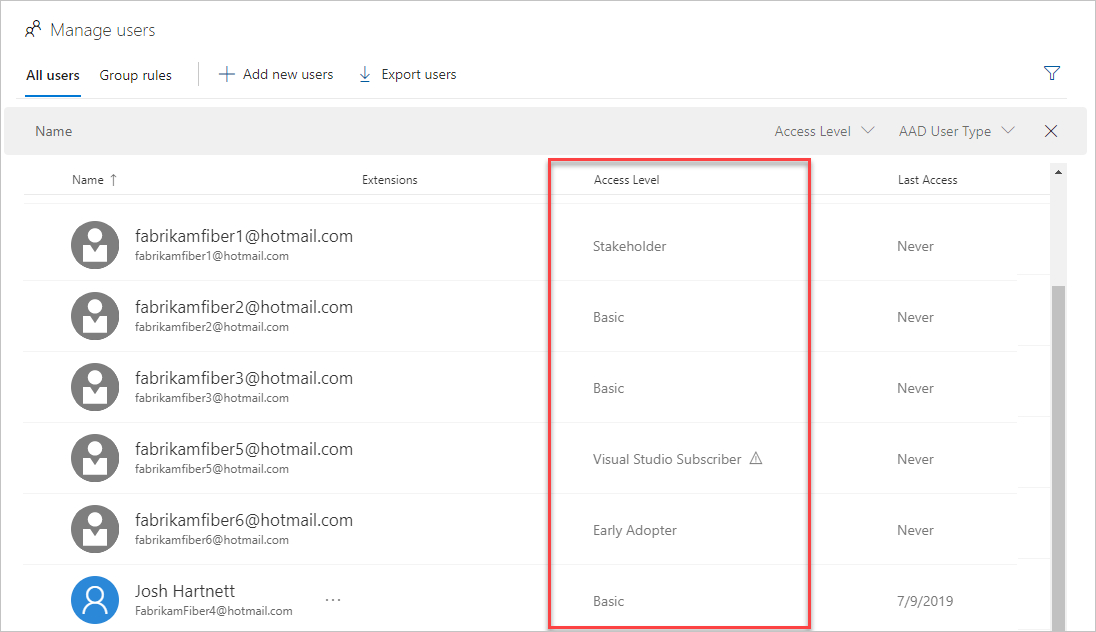 Manage users
All users Group rules Add new users Export users
Name Access Level AAD User Type
Name ↑ Extensions Access Level Last Access
fabrikamfiber1@hotmail.com
fabrikamfiber1@hotmail.com Stakeholder Never
fabrikamfiber2@hotmail.com
fabrikamfiber2@hotmail.com Basic Never
fabrikamfiber3@hotmail.com
fabrikamfiber3@hotmail.com Basic Never
fabrikamfiber5@hotmail.com
fabrikamfiber5@hotmail.com Visual Studio Subscriber Never
fabrikamfiber6@hotmail.com
fabrikamfiber6@hotmail.com Early Adopter Never
Josh Hartnett
FabrikamFiber4@hotmail.com ... Basic 7/9/2019